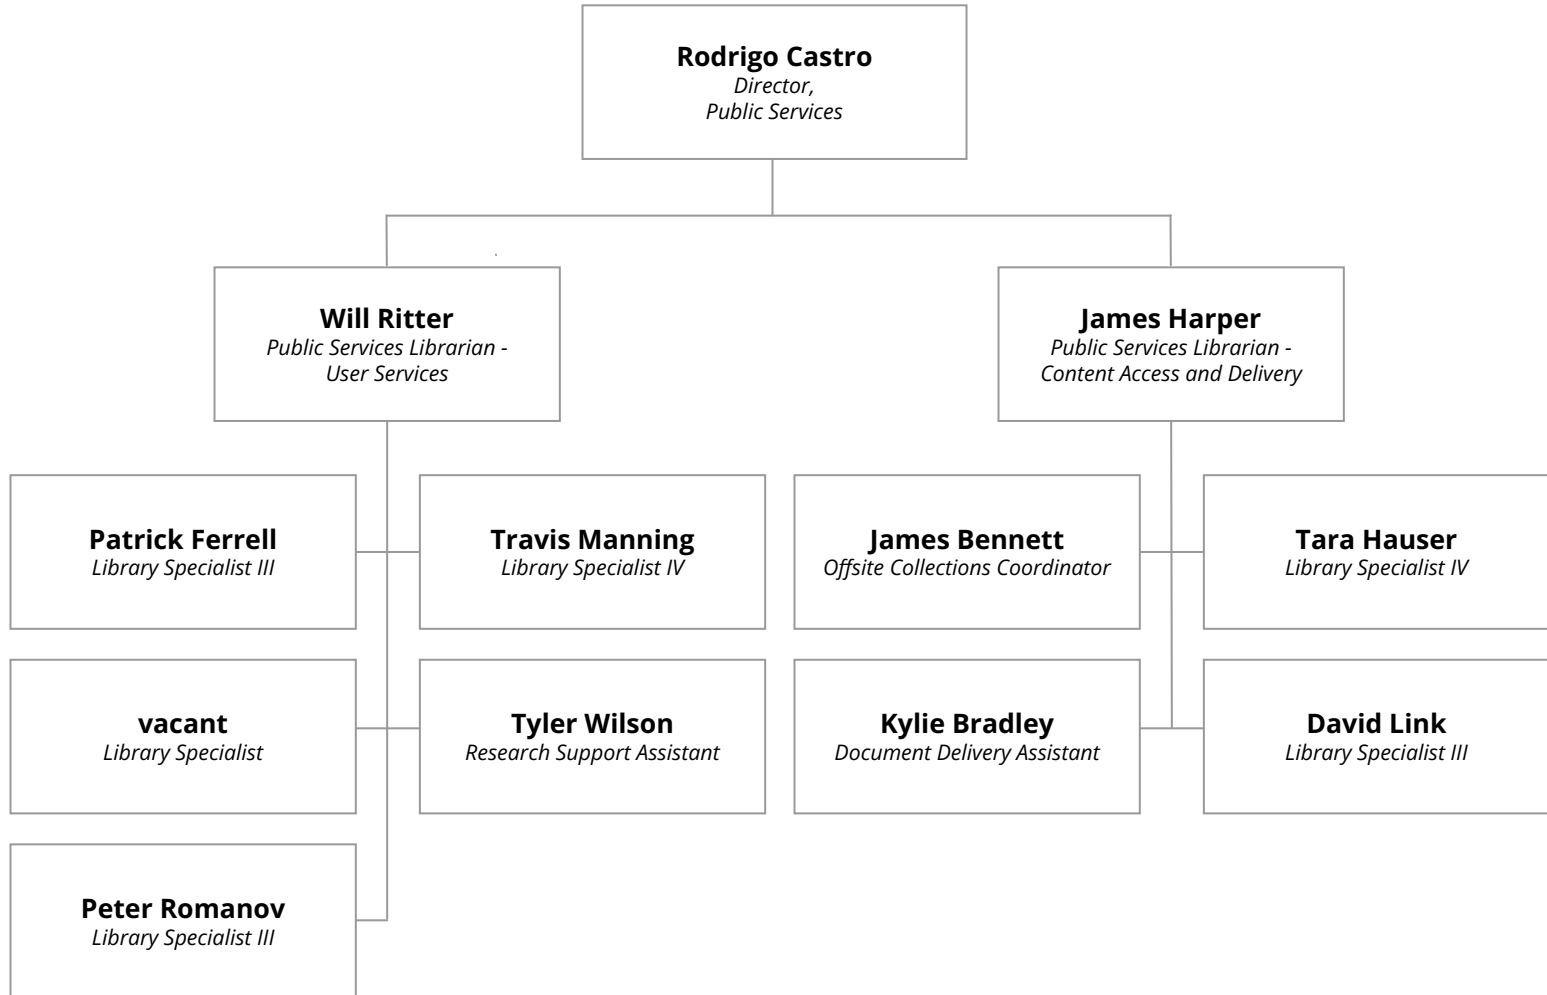 Rodrigo Castro
Director,
Public Services
Will Ritter
Public Services Librarian -
User Services
James Harper
Public Services Librarian -
Content Access and Delivery
Patrick Ferrell
Library Specialist III
Travis Manning
Library Specialist IV
James Bennett
Offsite Collections Coordinator
Tara Hauser
Library Specialist IV
vacant
Library Specialist
Tyler Wilson
Research Support Assistant
Kylie Bradley
Document Delivery Assistant
David Link
Library Specialist III
Peter Romanov
Library Specialist III